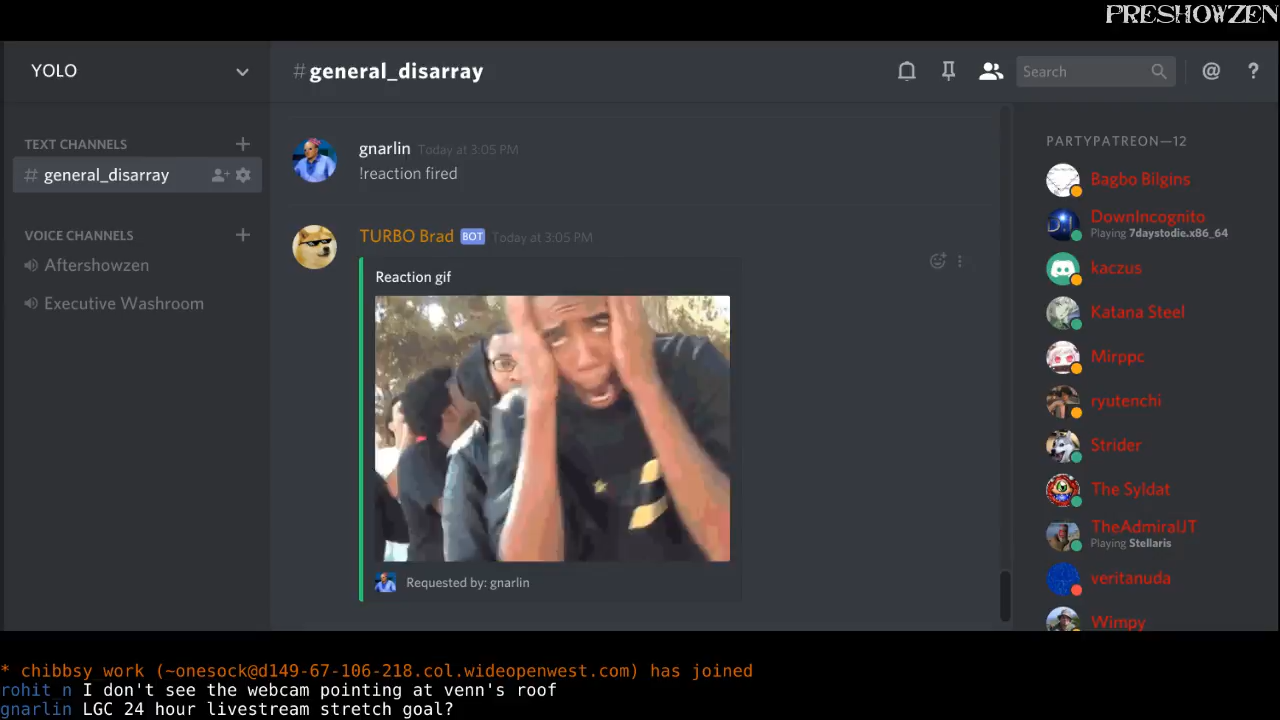 PRESHOWZEN
YOLO
# general_disarray
Search
@
?
TEXT CHANNELS
# general_disarray
VOICE CHANNELS
Aftershowzen
Executive Washroom
gnarlin Today at 3:05 PM
!reaction fired
TURBO Brad BOT Today at 3:05 PM
Reaction gif
Requested by: gnarlin
PARTYPATREON—12
Bagbo Bilgins
DownIncognito
Playing 7daystodie.x86_64
kaczus
Katana Steel
Mirppc
ryutenchi
Strider
The Syldat
TheAdmiralJT
Playing Stellaris
veritanuda
Wimpy
* chibbsy_work (~onesock@d149-67-106-218.col.wideopenwest.com) has joined
rohit_n I don't see the webcam pointing at venn's roof
gnarlin LGC 24 hour livestream stretch goal?